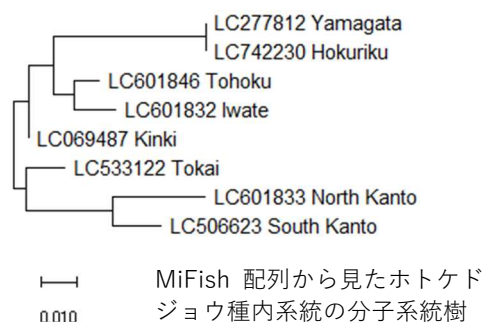 LC277812 Yamagata
LC742230 Hokuriku
LC601846 Tohoku
LC601832 Iwate
LC069487 Kinki
LC533122 Tokai
LC601833 North Kanto
LC506623 South Kanto
0.010
MiFish 配列から見たホトケド
ジョウ種内系統の分子系統樹